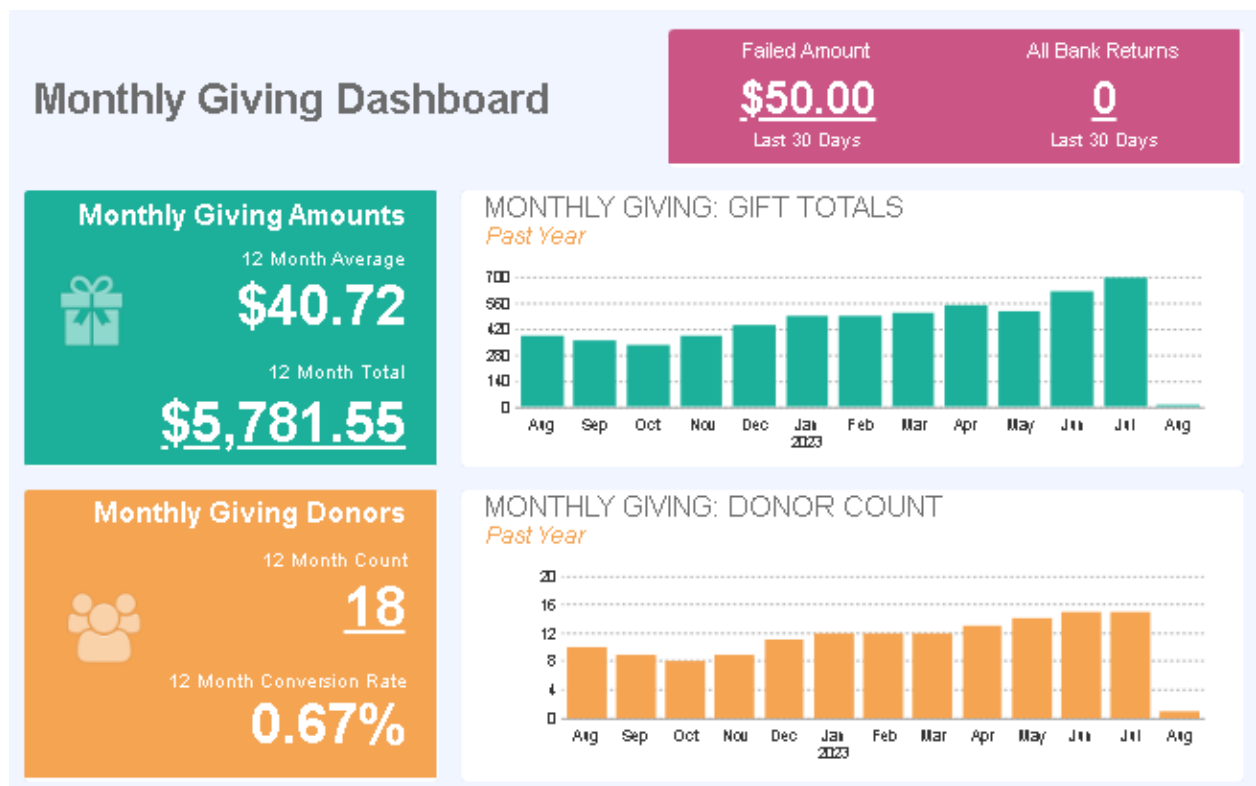 Monthly Giving Dashboard
Failed Amount
$50.00
Last 30 Days
All Bank Returns
0
Last 30 Days
Monthly Giving Amounts
12 Month Average
$40.72
12 Month Total
$5,781.55
MONTHLY GIVING: GIFT TOTALS
Past Year
700
560
420
280
140
0
Aug Sep Oct Nov Dec Jan Feb Mar Apr May Jun Jul Aug
2023
Monthly Giving Donors
12 Month Count
18
12 Month Conversion Rate
0.67%
MONTHLY GIVING: DONOR COUNT
Past Year
20
16
12
8
4
0
Aug Sep Oct Nov Dec Jan Feb Mar Apr May Jun Jul Aug
2023